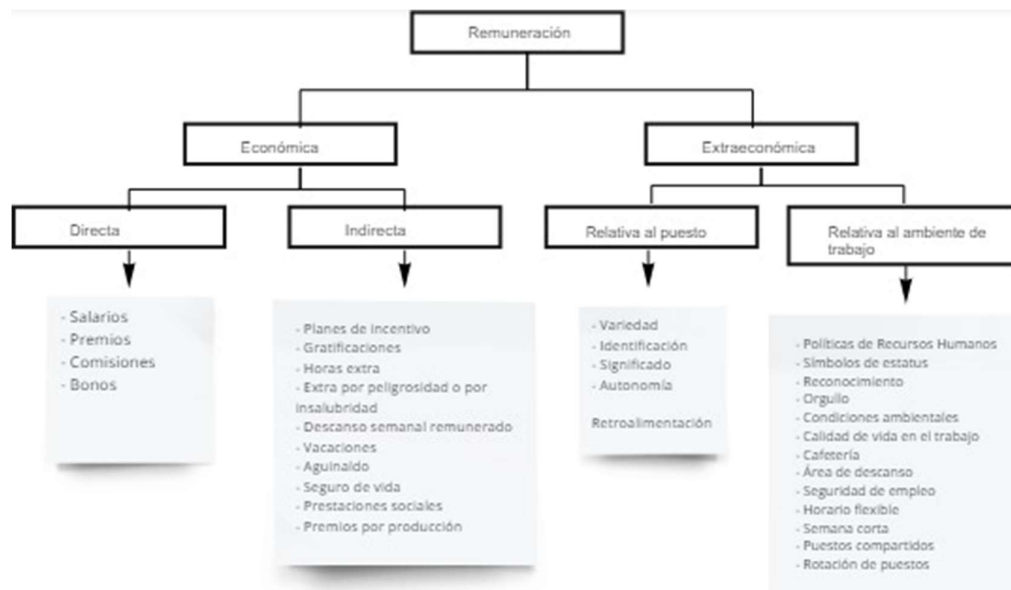 Remuneración
Económica
Extraeconómica
Directa
Indirecta
Relativa al puesto
Relativa al ambiente de
trabajo
- Salarios
- Premios
- Comisiones
- Bonos
- Planes de incentivo
- Gratificaciones
- Horas extra
- Extra por peligrosidad o por
insalubridad
- Descanso semanal remunerado
- Vacaciones
- Aguinaldo
- Seguro de vida
- Prestaciones sociales
- Premios por producción
- Variedad
- Identificación
- Significado
- Autonomía
Retroalimentación
- Políticas de Recursos Humanos
- Símbolos de estatus
- Reconocimiento
- Orgullo
- Condiciones ambientales
- Calidad de vida en el trabajo
- Cafetería
- Área de descanso
- Seguridad de empleo
- Horario flexible
- Semana corta
- Puestos compartidos
- Rotación de puestos